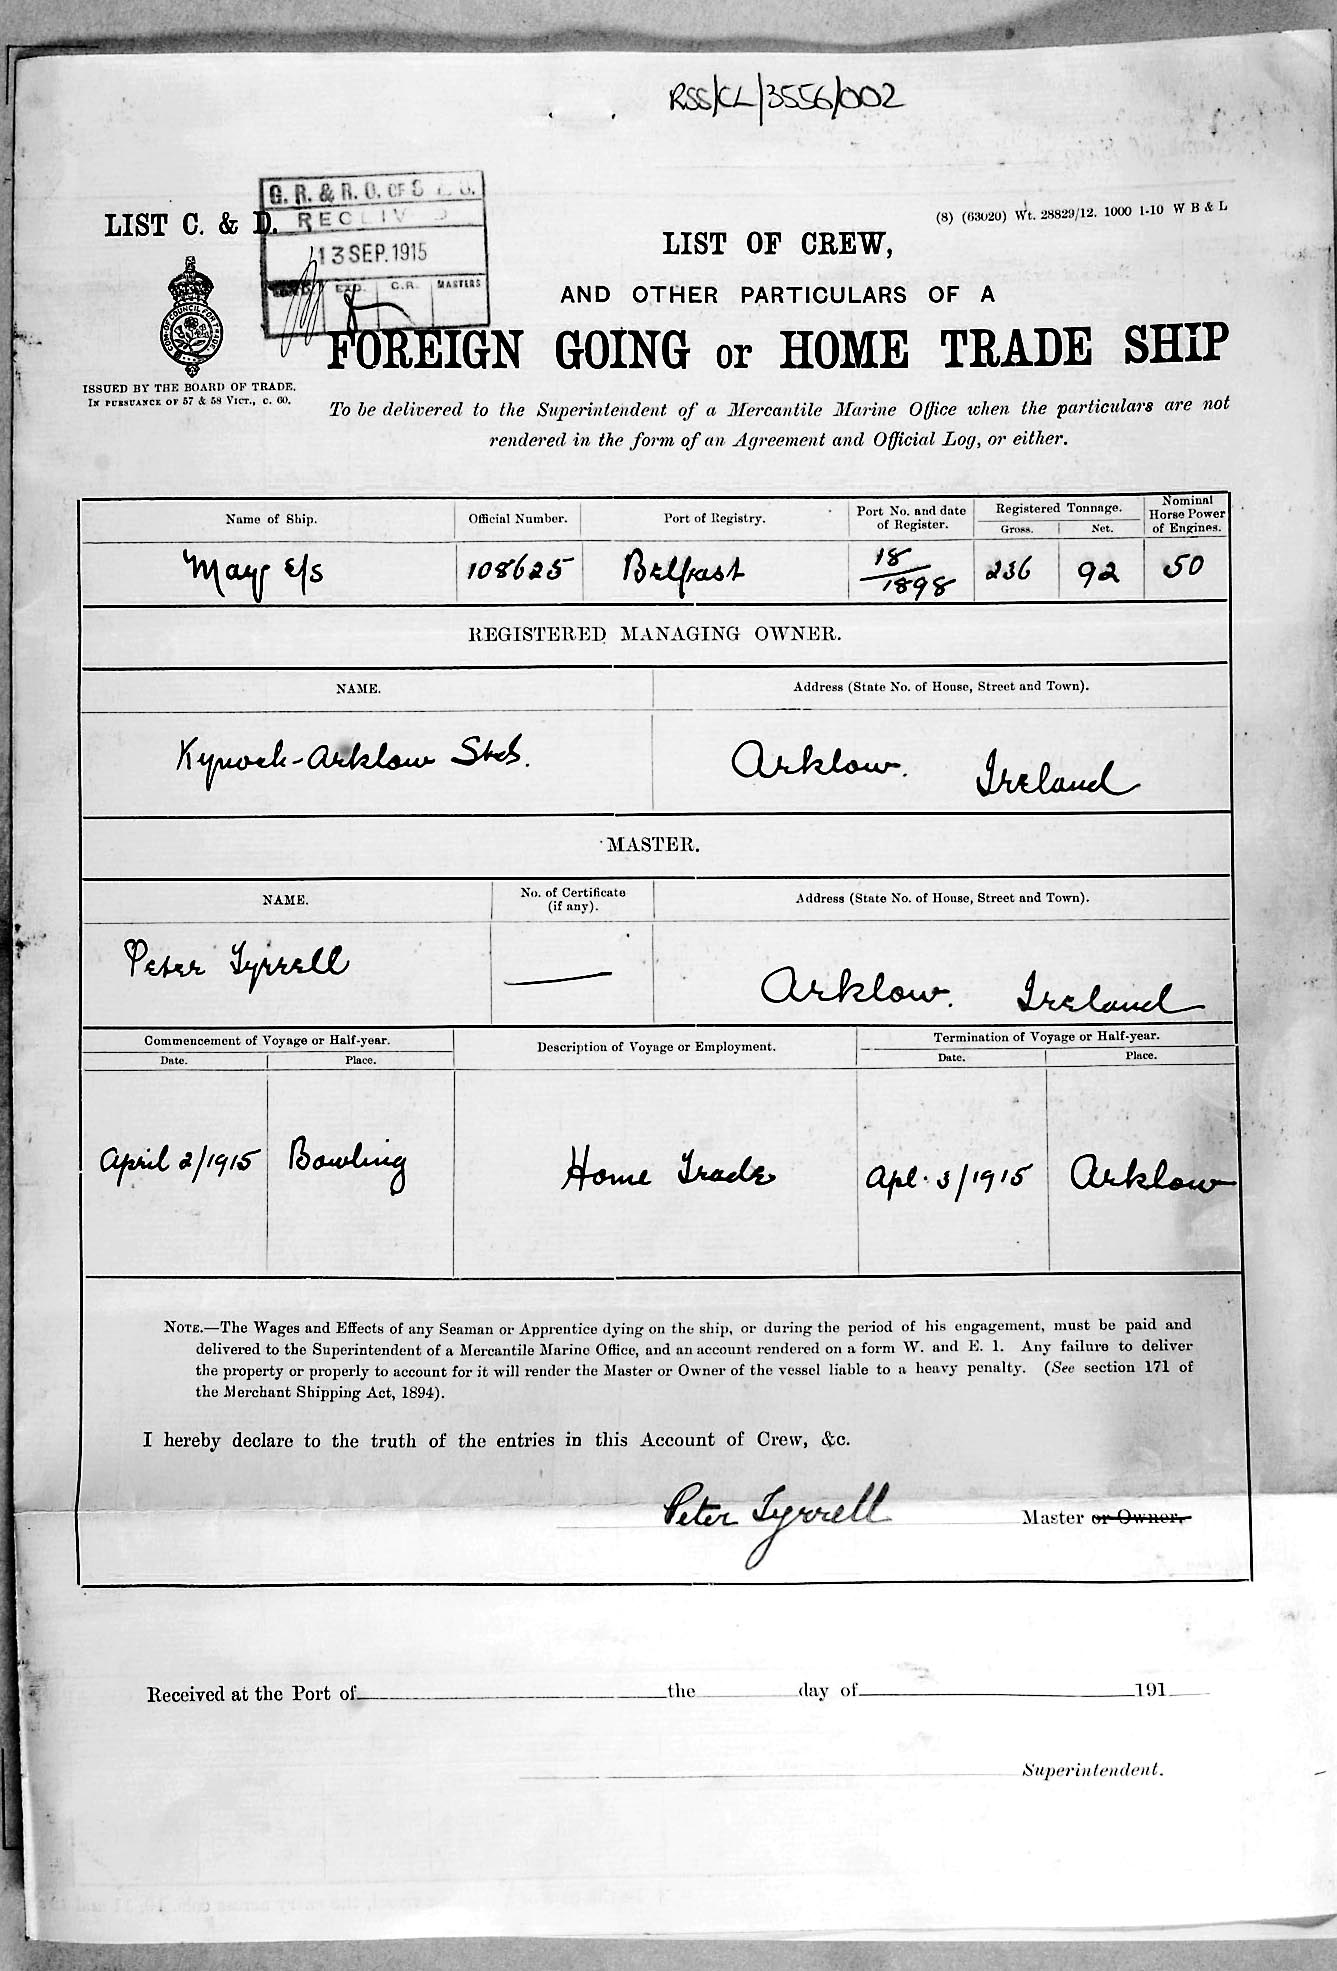 RSS/CL/3556/002
G. R. & R. O. OF S
RECEIV D
13 SEP. 1915
EXD. C.R. MASTERS
LIST C. & D.
(8) (63020) Wt. 28829/12. 1000 1-10 W B & L
LIST OF CREW,
AND OTHER PARTICULARS OF A
FOREIGN GOING or HOME TRADE SHIP
ISSUED BY THE BOARD OF TRADE.
IN PURSUANCE OF 57 & 58 VICT., C. 60.
To be delivered to the Superintendent of a Mercantile Marine Office when the particulars are not
rendered in the form of an Agreement and Official Log, or either.
Name of Ship. Official Number. Port of Registry. Port No. and date of Register. Registered Tonnage. Gross. Net. Nominal Horse Power of Engines.
May s/s 108625 Belfast 18/1898 236 92 50
REGISTERED MANAGING OWNER.
NAME. Address (State No. of House, Street and Town).
Kynoch-Arklow Ltd. Arklow. Ireland
MASTER.
NAME. No. of Certificate (if any). Address (State No. of House, Street and Town).
Peter Tyrrell — Arklow. Ireland
Commencement of Voyage or Half-year. Description of Voyage or Employment. Termination of Voyage or Half-year.
Date. Place. Date. Place.
April 2/1915 Bowling Home Trade Apl. 3/1915 Arklow
NOTE.—The Wages and Effects of any Seaman or Apprentice dying on the ship, or during the period of his engagement, must be paid and
delivered to the Superintendent of a Mercantile Marine Office, and an account rendered on a form W. and E. 1. Any failure to deliver
the property or properly to account for it will render the Master or Owner of the vessel liable to a heavy penalty. (See section 171 of
the Merchant Shipping Act, 1894).
I hereby declare to the truth of the entries in this Account of Crew, &c.
Peter Tyrrell Master or Owner.
Received at the Port of the day of 191
Superintendent.